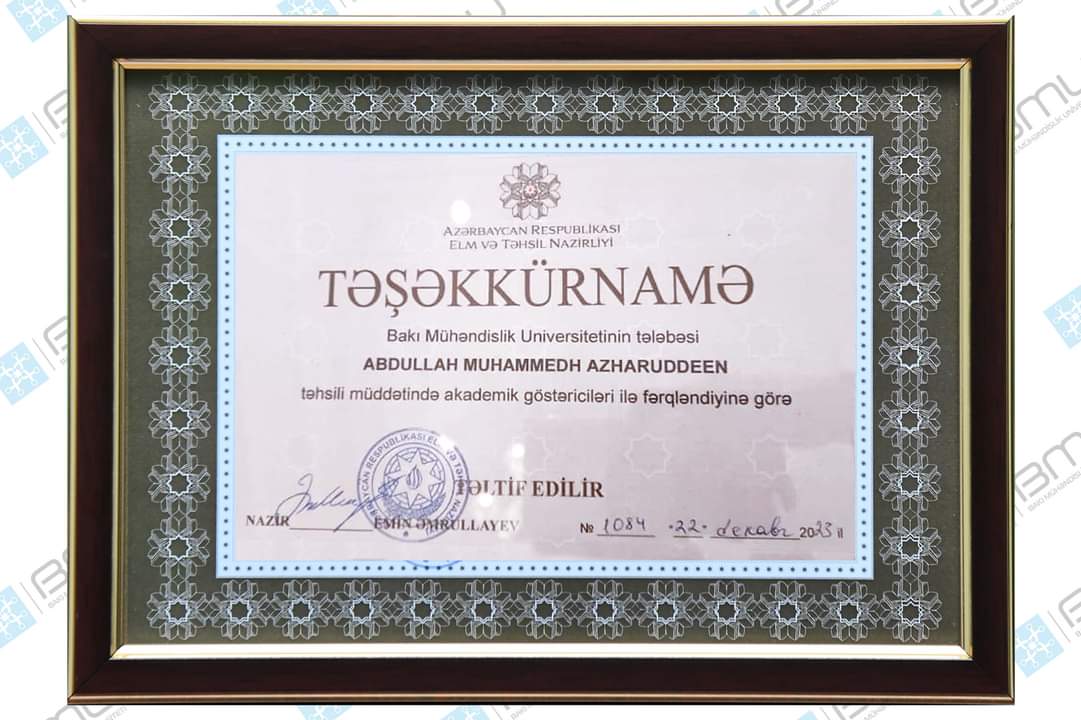 AZƏRBAYCAN RESPUBLİKASI
ELM VƏ TƏHSİL NAZİRLİYİ
TƏŞƏKKÜRNAMƏ
Bakı Mühəndislik Universitetinin tələbəsi
ABDULLAH MUHAMMEDH AZHARUDDEEN
təhsili müddətində akademik göstəriciləri ilə fərqləndiyinə görə
ƏLTİF EDİLİR
NAZİR EMİN ƏMRULLAYEV № 1084 "22" dekabr 2023 il